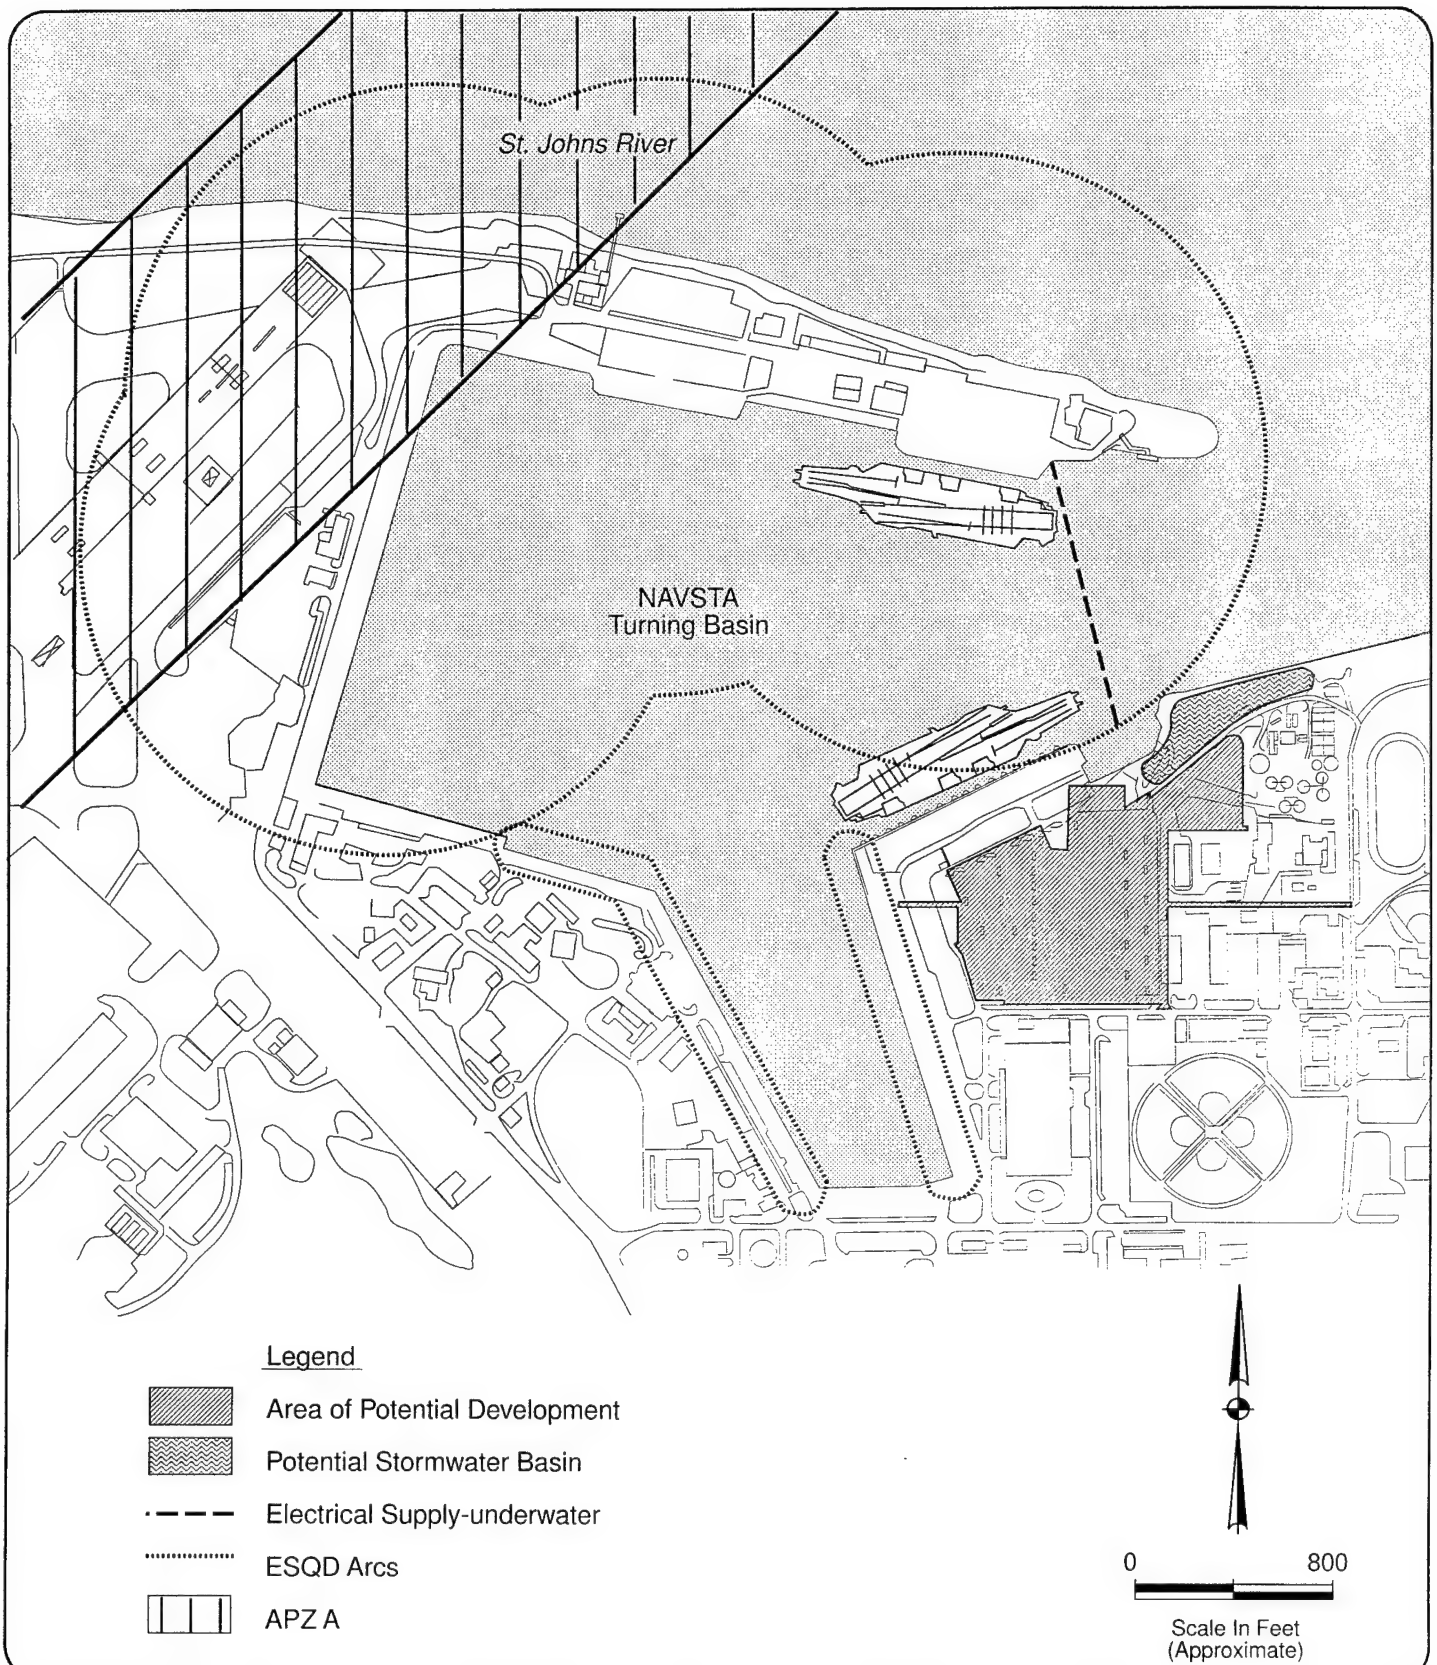 St. Johns River
NAVSTA
Turning Basin
Legend
Area of Potential Development
Potential Stormwater Basin
Electrical Supply-underwater
ESQD Arcs
APZ A
0 800
Scale In Feet
(Approximate)